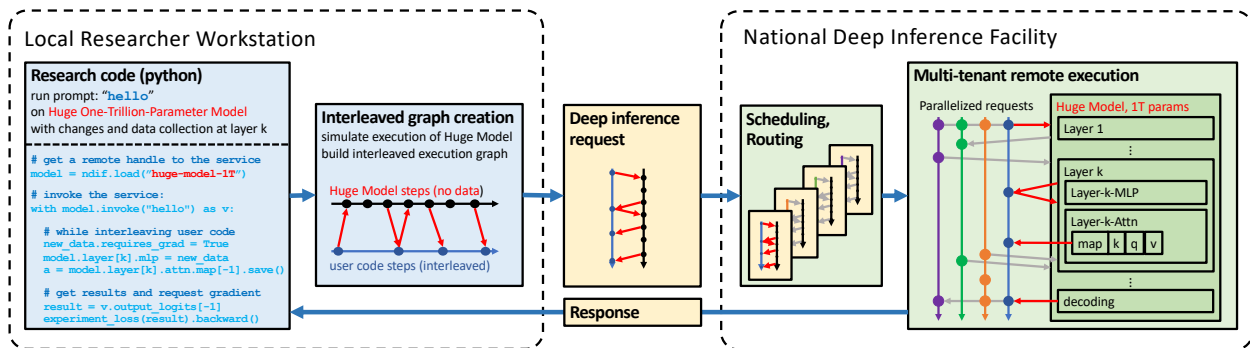 Local Researcher Workstation
Research code (python)
run prompt: “hello”
on Huge One-Trillion-Parameter Model
with changes and data collection at layer k
# get a remote handle to the service
model = ndif.load(“huge-model-1T”)
# invoke the service:
with model.invoke("hello") as v:
# while interleaving user code
new_data.requires_grad = True
model.layer[k].mlp = new_data
a = model.layer[k].attn.map[-1].save()
# get results and request gradient
result = v.output_logits[-1]
experiment_loss(result).backward()
Interleaved graph creation
simulate execution of Huge Model
build interleaved execution graph
Huge Model steps (no data)
user code steps (interleaved)
Deep inference
request
Response
National Deep Inference Facility
Scheduling,
Routing
Multi-tenant remote execution
Parallelized requests
Huge Model, 1T params
Layer 1
...
Layer k
Layer-k-MLP
Layer-k-Attn
map k q v
...
decoding